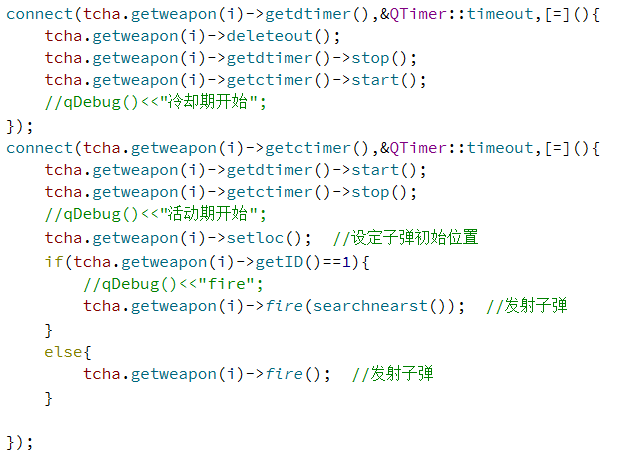 connect(tcha.getweapon(i)->getdtimer(),&QTimer::timeout,[=](){
    tcha.getweapon(i)->deleteout();
    tcha.getweapon(i)->getdtimer()->stop();
    tcha.getweapon(i)->getctimer()->start();
    //qDebug()<<"冷却期开始";
});
connect(tcha.getweapon(i)->getctimer(),&QTimer::timeout,[=](){
    tcha.getweapon(i)->getdtimer()->start();
    tcha.getweapon(i)->getctimer()->stop();
    //qDebug()<<"活动期开始";
    tcha.getweapon(i)->setloc();  //设定子弹初始位置
    if(tcha.getweapon(i)->getID()==1){
        //qDebug()<<"fire";
        tcha.getweapon(i)->fire(searchnearst());  //发射子弹
    }
    else{
        tcha.getweapon(i)->fire();  //发射子弹
    }
});